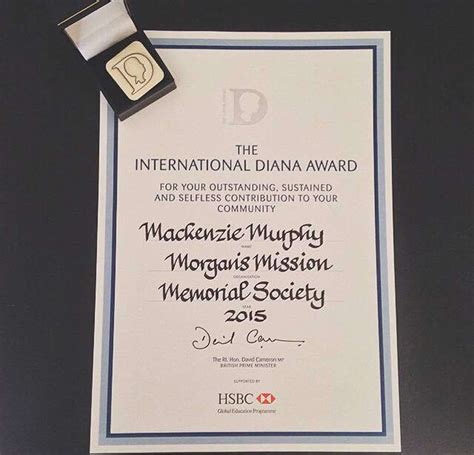 D
D
THE
INTERNATIONAL DIANA AWARD
FOR YOUR OUTSTANDING, SUSTAINED
AND SELFLESS CONTRIBUTION TO YOUR
COMMUNITY
Mackenzie Murphy
NAME
Morgan's Mission
ORGANISATION
Memorial Society
YEAR
2015
David Cam
The Rt. Hon. David Cameron MP
BRITISH PRIME MINISTER
SUPPORTED BY
HSBC
Global Education Programme